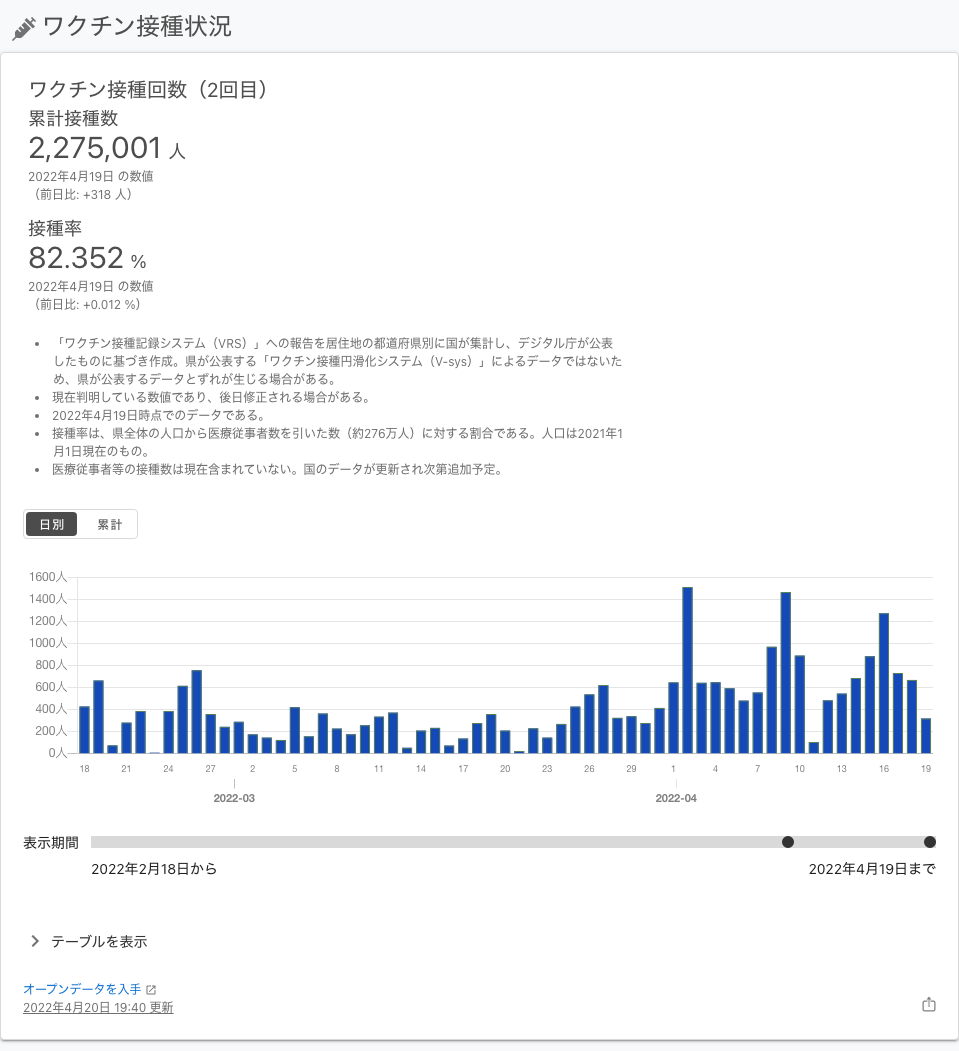 ワクチン接種状況
ワクチン接種回数（2回目）
累計接種数
2,275,001 人
2022年4月19日 の数値
（前日比: +318 人）
接種率
82.352 %
2022年4月19日 の数値
（前日比: +0.012 %）
• 「ワクチン接種記録システム（VRS）」への報告を居住地の都道府県別に国が集計し、デジタル庁が公表
したものに基づき作成。県が公表する「ワクチン接種円滑化システム（V-sys）」によるデータではないた
め、県が公表するデータとずれが生じる場合がある。
• 現在判明している数値であり、後日修正される場合がある。
• 2022年4月19日時点でのデータである。
• 接種率は、県全体の人口から医療従事者数を引いた数（約276万人）に対する割合である。人口は2021年1
月1日現在のもの。
• 医療従事者等の接種数は現在含まれていない。国のデータが更新され次第追加予定。
日別 累計
1600人
1400人
1200人
1000人
800人
600人
400人
200人
0人
18 21 24 27 2 5 8 11 14 17 20 23 26 29 1 4 7 10 13 16 19
2022-03 2022-04
表示期間
2022年2月18日から 2022年4月19日まで
テーブルを表示
オープンデータを入手
2022年4月20日 19:40 更新